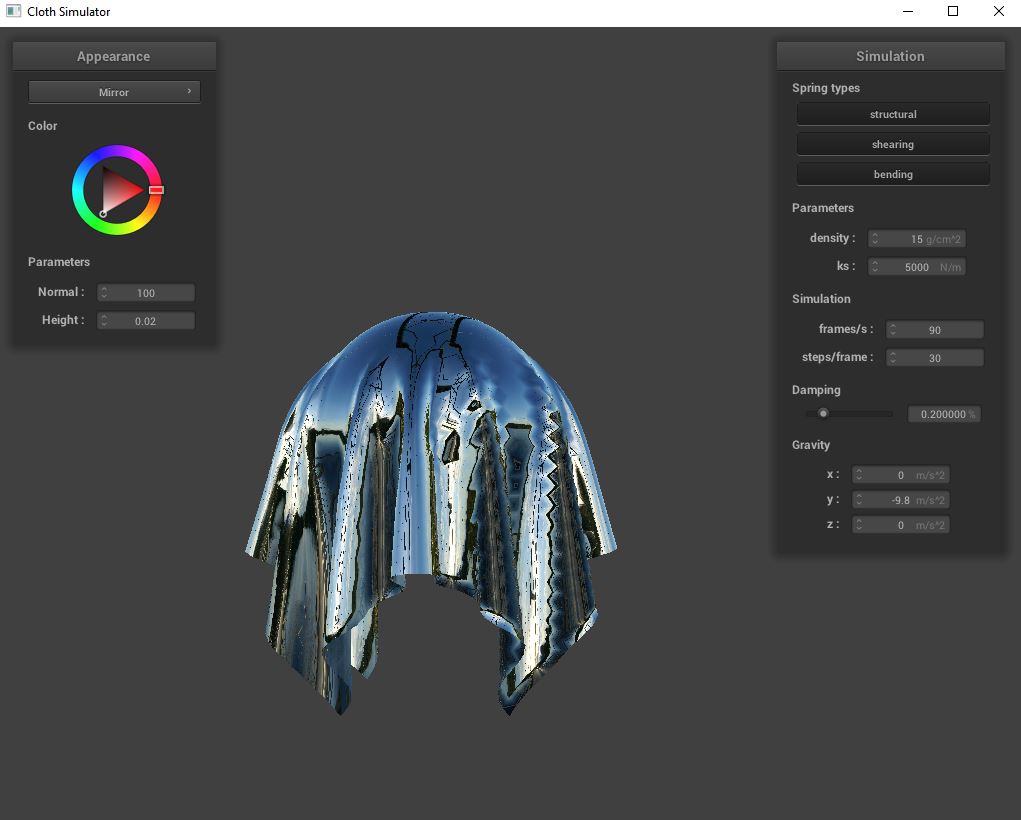 Cloth Simulator
Appearance
Mirror
Color
Parameters
Normal : 100
Height : 0.02
Simulation
Spring types
structural
shearing
bending
Parameters
density : 15 g/cm^2
ks : 5000 N/m
Simulation
frames/s : 90
steps/frame : 30
Damping
0.200000 %
Gravity
x : 0 m/s^2
y : -9.8 m/s^2
z : 0 m/s^2